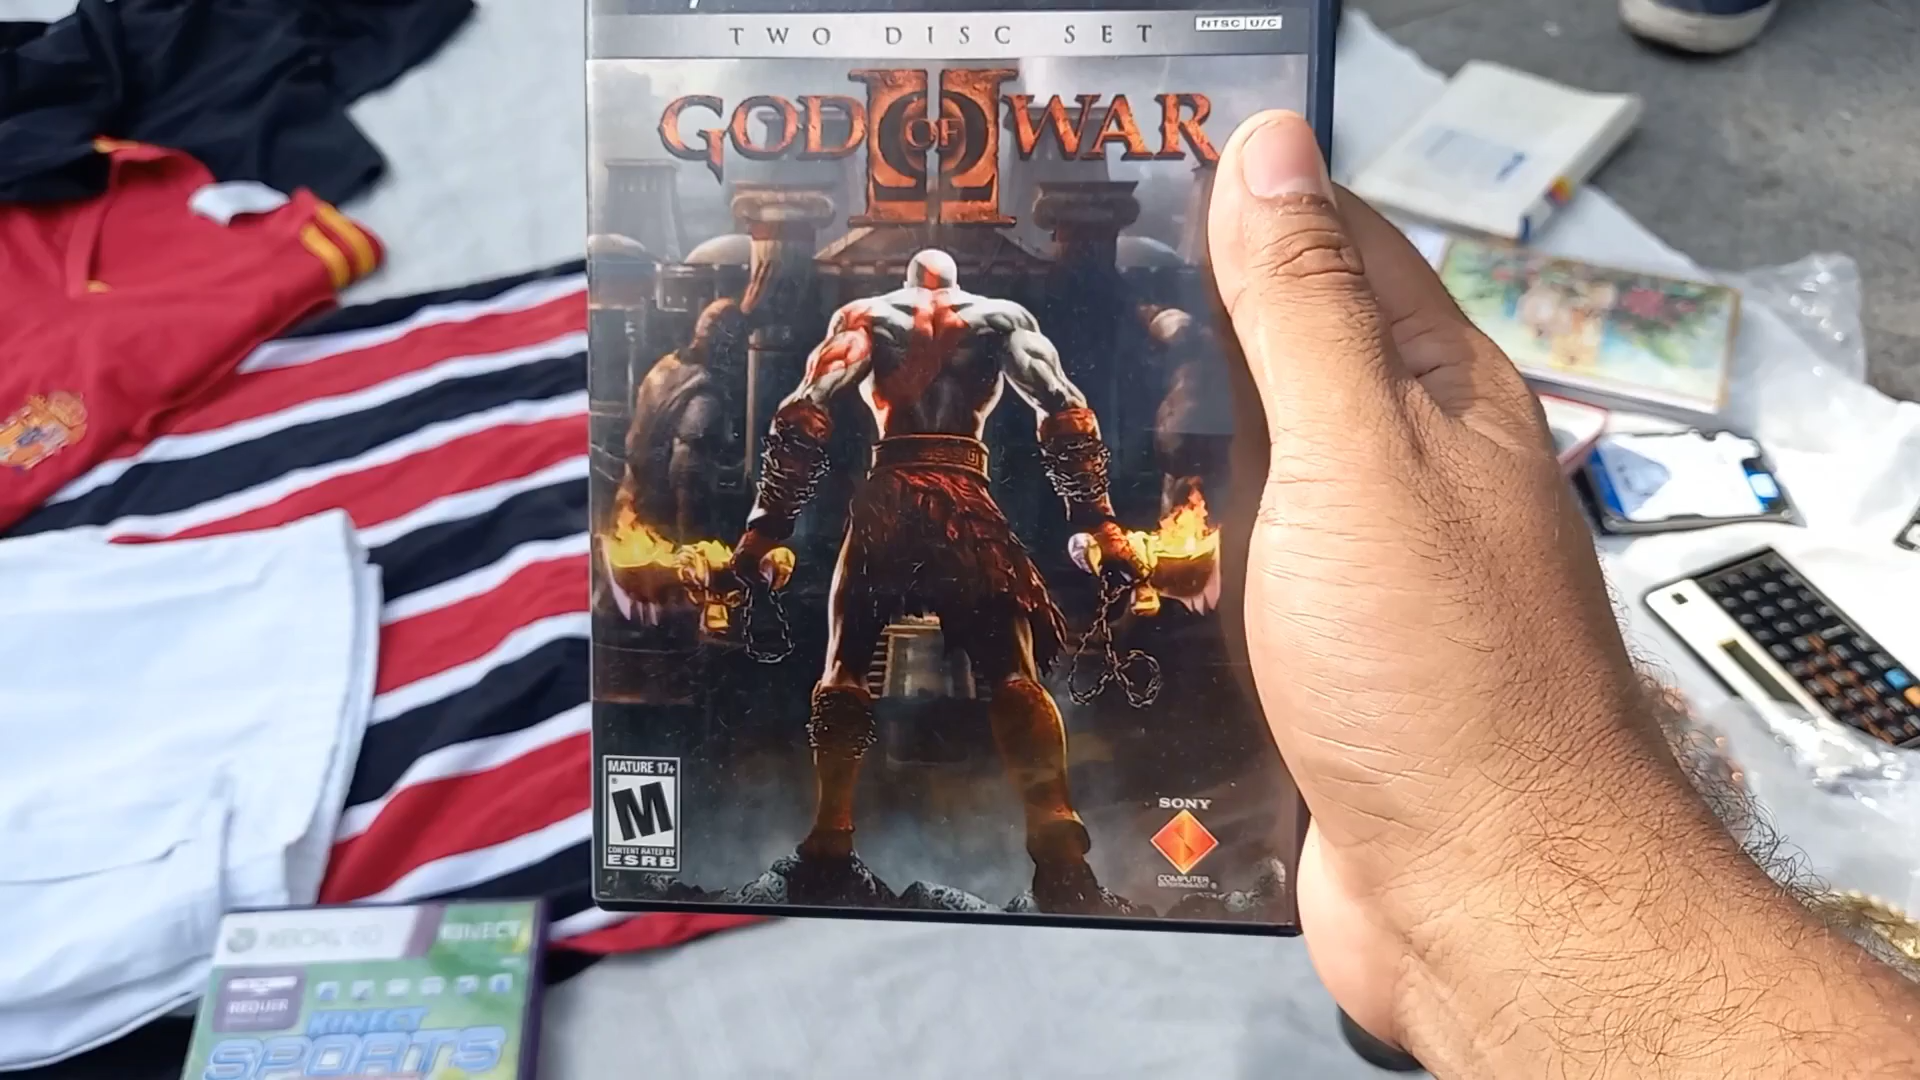 TWO DISC SET
NTSC U/C
GOD OF WAR
II
MATURE 17+
M
CONTENT RATED BY
ESRB
SONY
COMPUTER
ENTERTAINMENT
XBOX 360
KINECT
KINECT
SPORTS